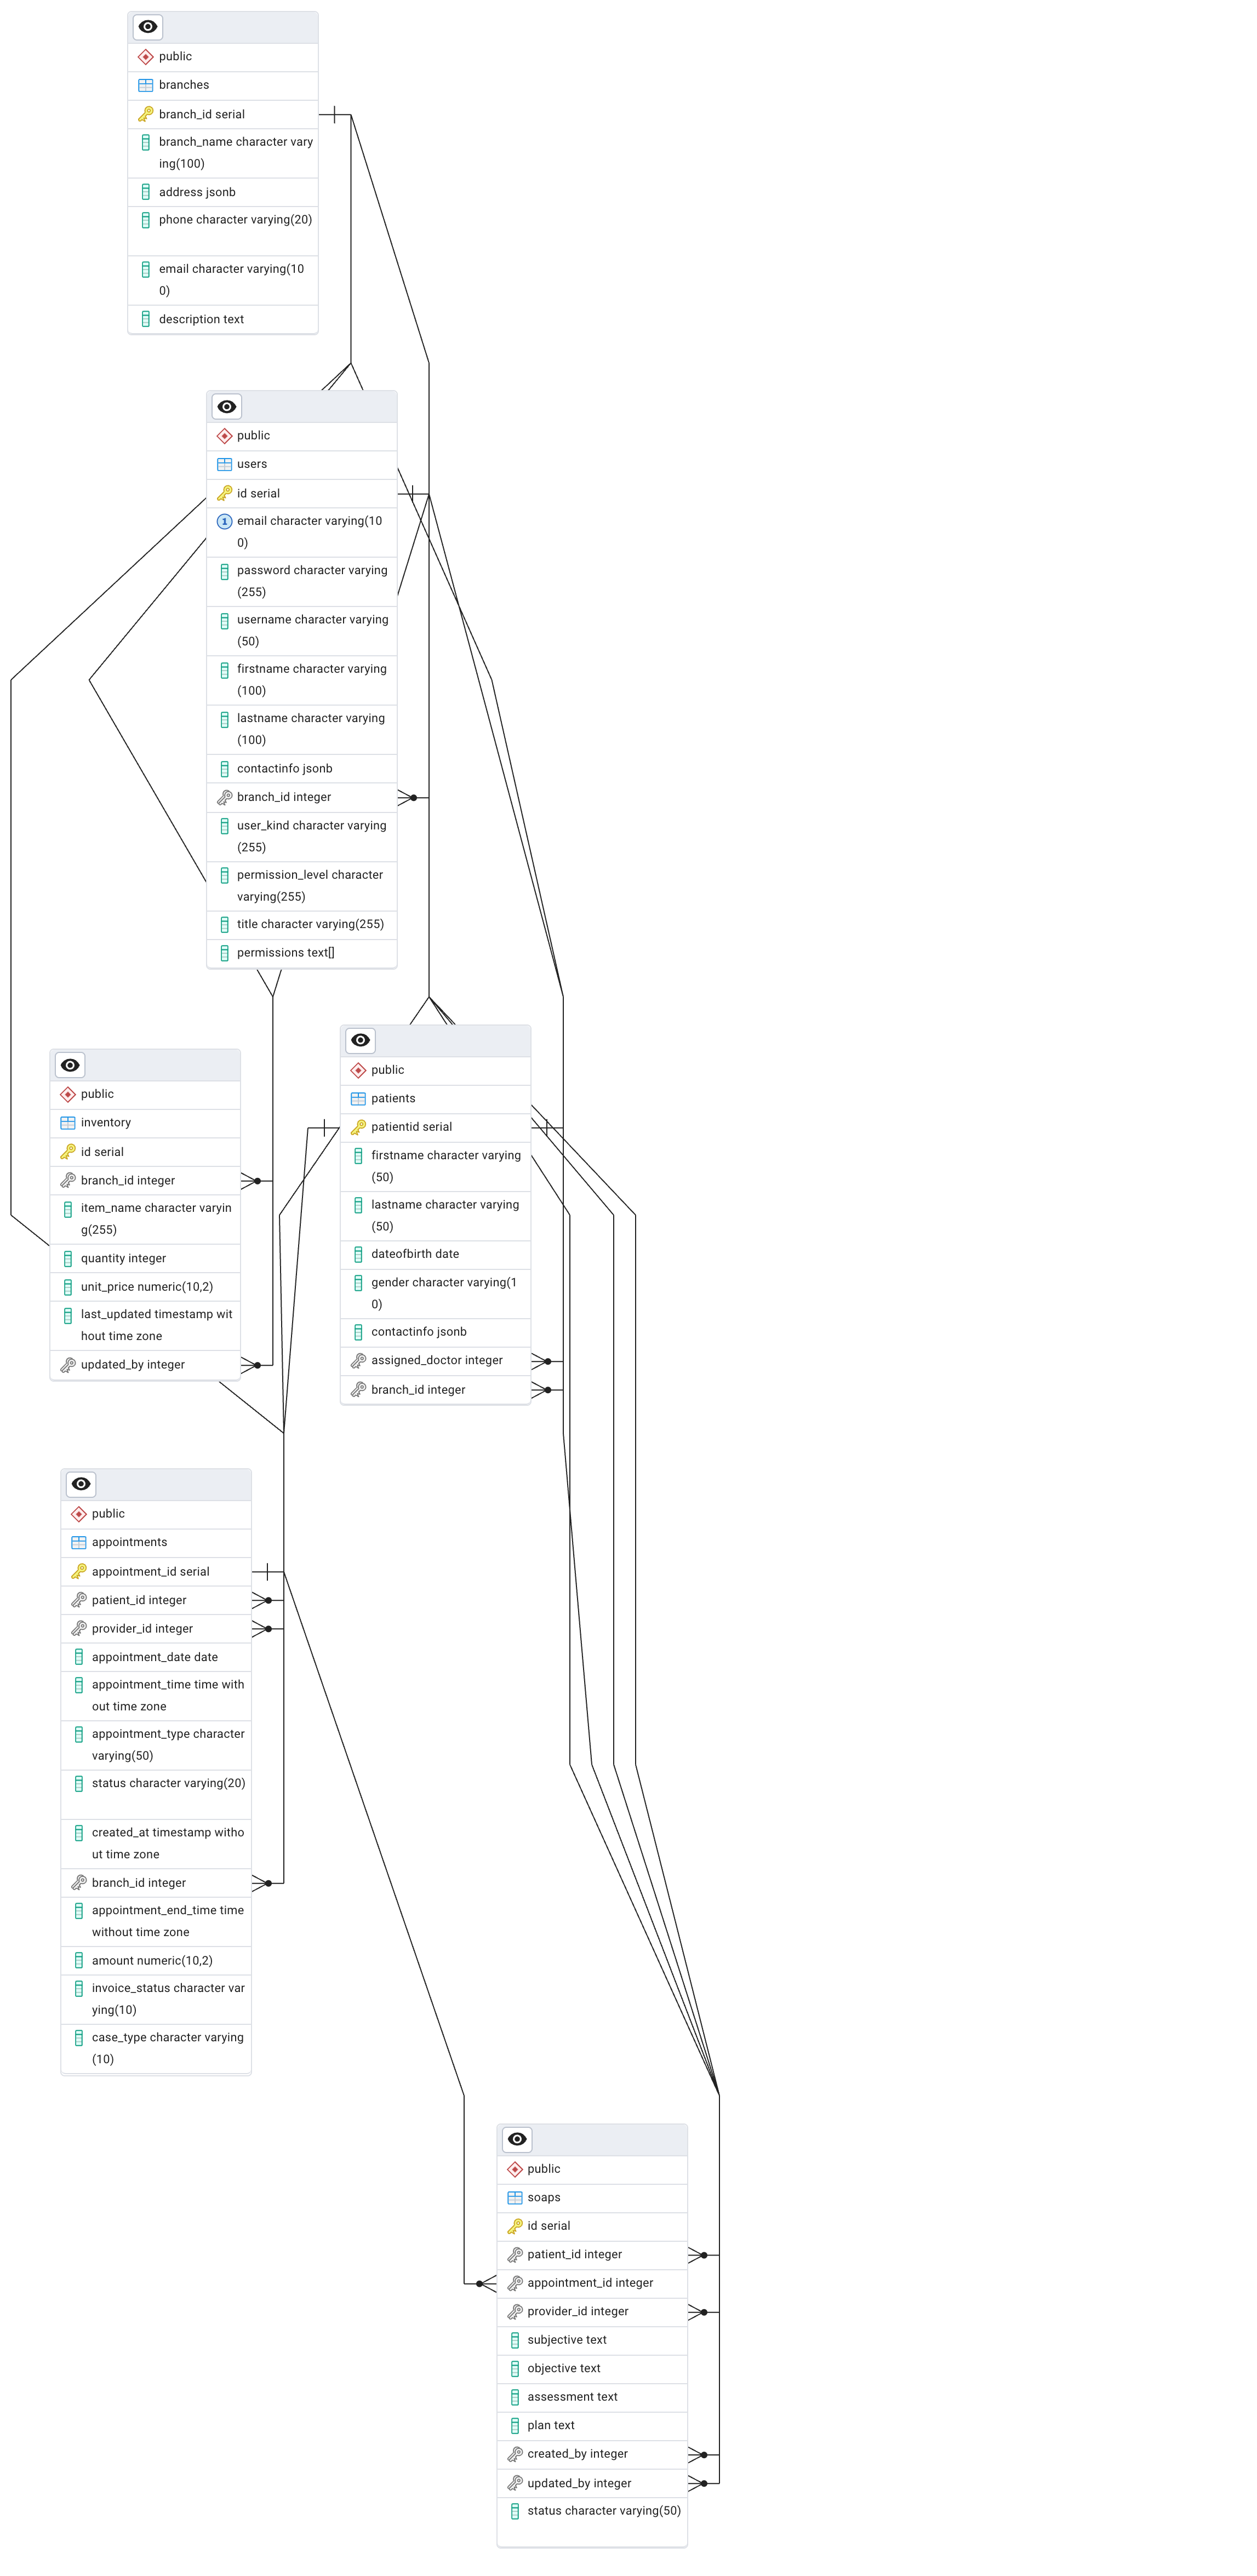 public
branches
branch_id serial
branch_name character vary
ing(100)
address jsonb
phone character varying(20)
email character varying(10
0)
description text
public
users
id serial
1
email character varying(10
0)
password character varying
(255)
username character varying
(50)
firstname character varying
(100)
lastname character varying
(100)
contactinfo jsonb
branch_id integer
user_kind character varying
(255)
permission_level character
varying(255)
title character varying(255)
permissions text[]
public
inventory
id serial
branch_id integer
item_name character varyin
g(255)
quantity integer
unit_price numeric(10,2)
last_updated timestamp wit
hout time zone
updated_by integer
public
patients
patientid serial
firstname character varying
(50)
lastname character varying
(50)
dateofbirth date
gender character varying(1
0)
contactinfo jsonb
assigned_doctor integer
branch_id integer
public
appointments
appointment_id serial
patient_id integer
provider_id integer
appointment_date date
appointment_time time with
out time zone
appointment_type character
varying(50)
status character varying(20)
created_at timestamp witho
ut time zone
branch_id integer
appointment_end_time time
without time zone
amount numeric(10,2)
invoice_status character var
ying(10)
case_type character varying
(10)
public
soaps
id serial
patient_id integer
appointment_id integer
provider_id integer
subjective text
objective text
assessment text
plan text
created_by integer
updated_by integer
status character varying(50)